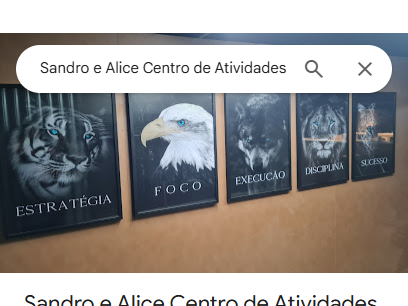 Sandro e Alice Centro de Atividades
ESTRATÉGIA
FOCO
EXECUÇÃO
DISCIPLINA
SUCESSO
Sandro e Alice Centro de Atividades